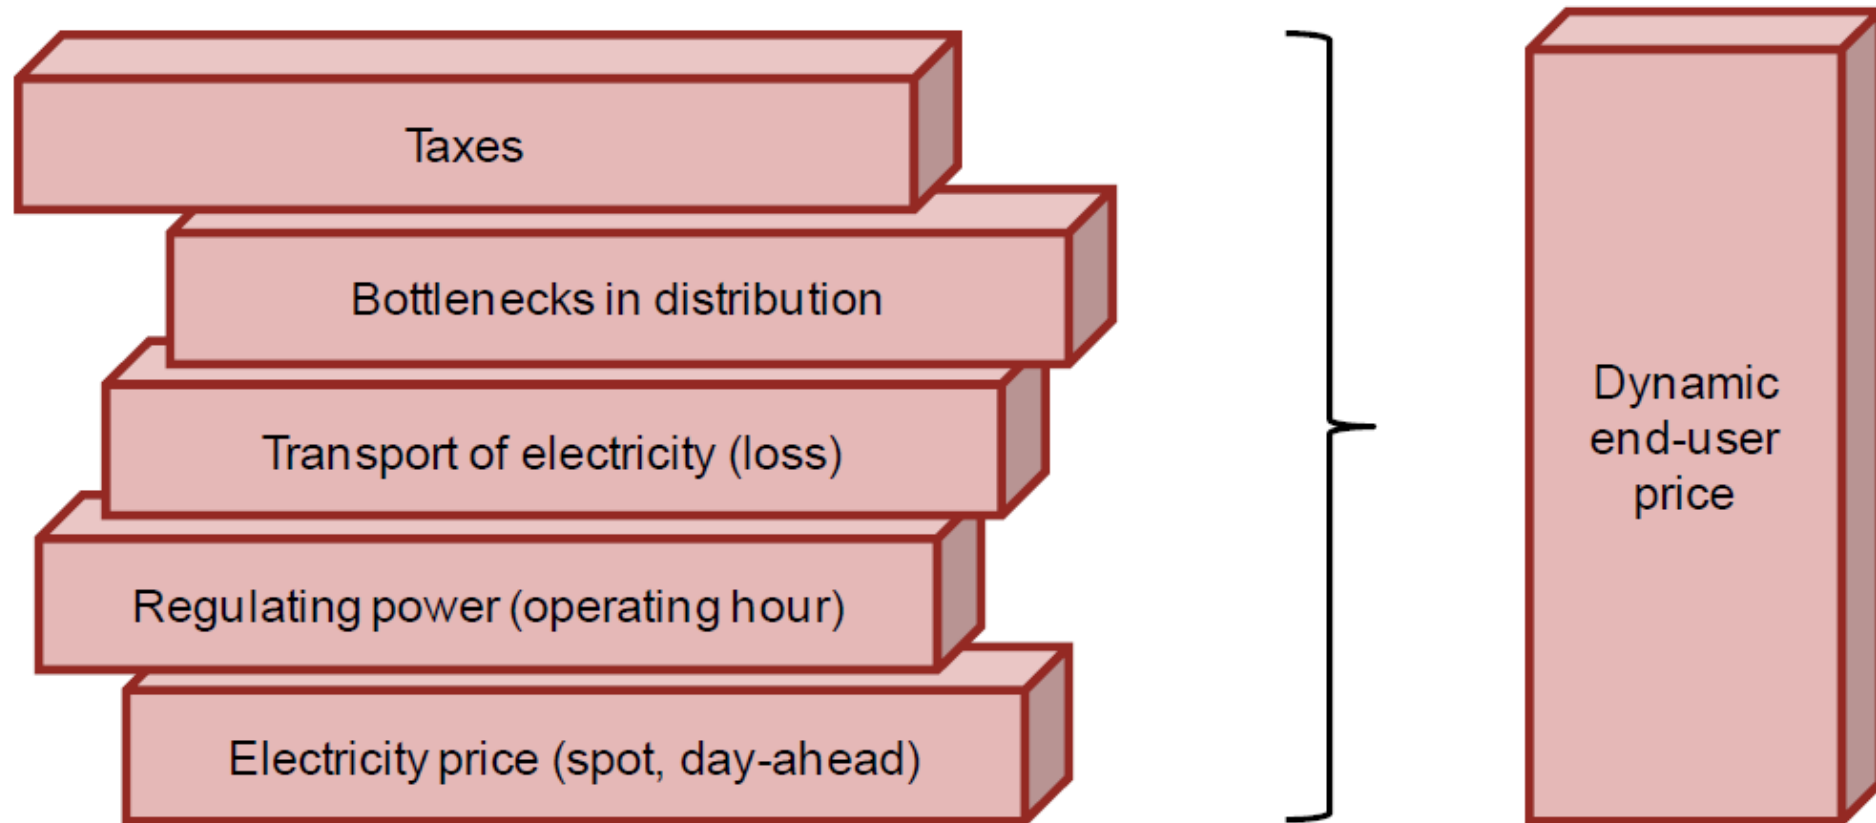 Taxes
Bottlenecks in distribution
Transport of electricity (loss)
Regulating power (operating hour)
Electricity price (spot, day-ahead)
Dynamic
end-user
price